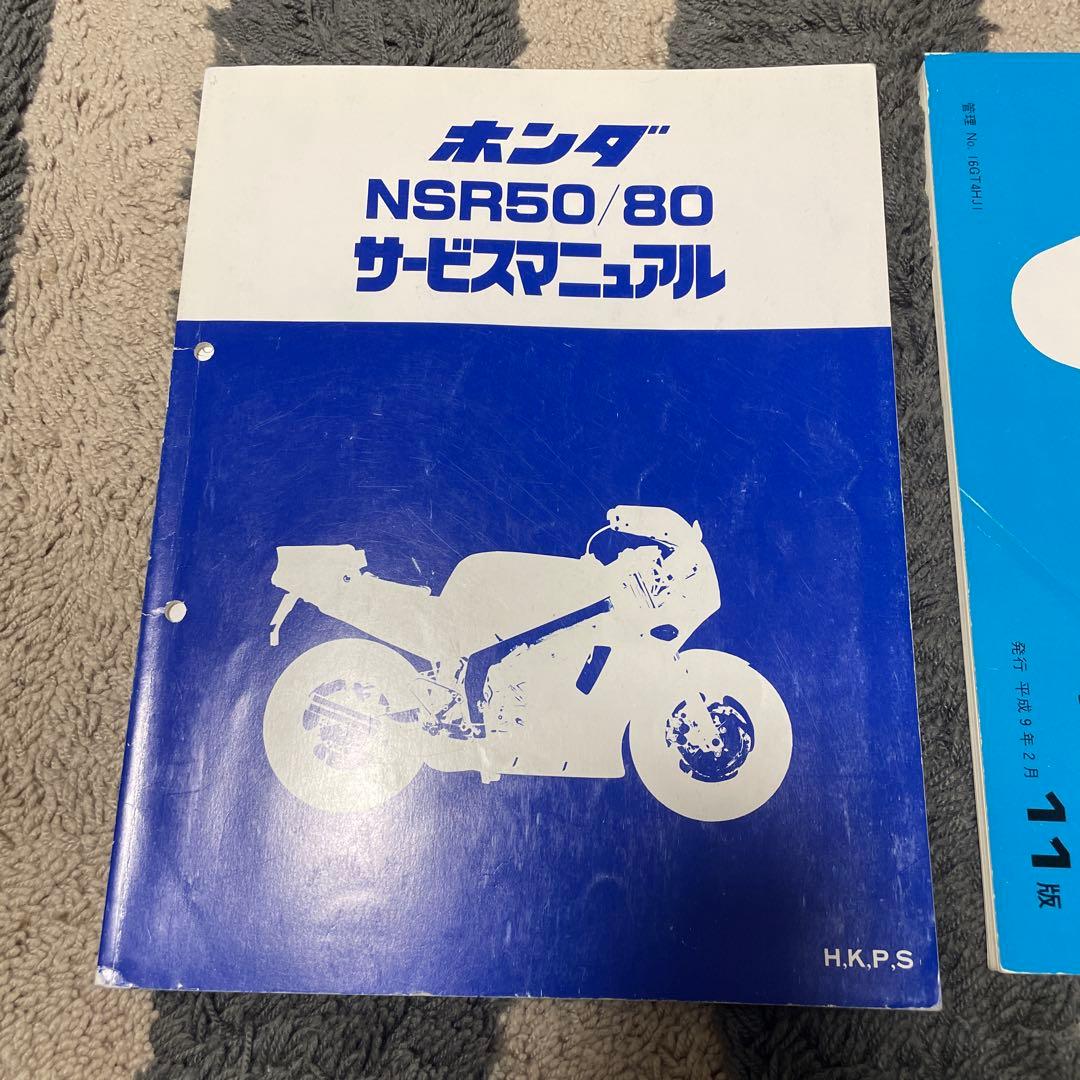 ホンダ
NSR50/80
サービスマニュアル
H,K,P,S
管理 No. 16GT4HJ1
発行 平成9年2月
11版